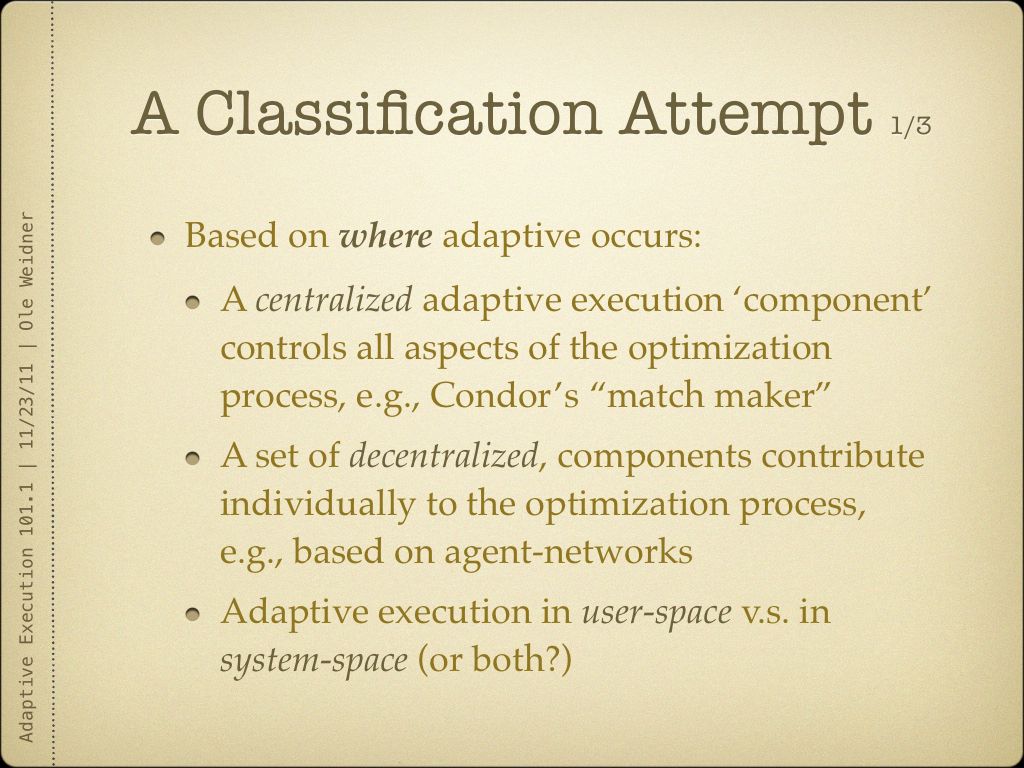 A Classification Attempt 1/3
Based on where adaptive occurs:
A centralized adaptive execution ‘component’
controls all aspects of the optimization
process, e.g., Condor’s “match maker”
A set of decentralized, components contribute
individually to the optimization process,
e.g., based on agent-networks
Adaptive execution in user-space v.s. in
system-space (or both?)
Adaptive Execution 101.1 | 11/23/11 | Ole Weidner